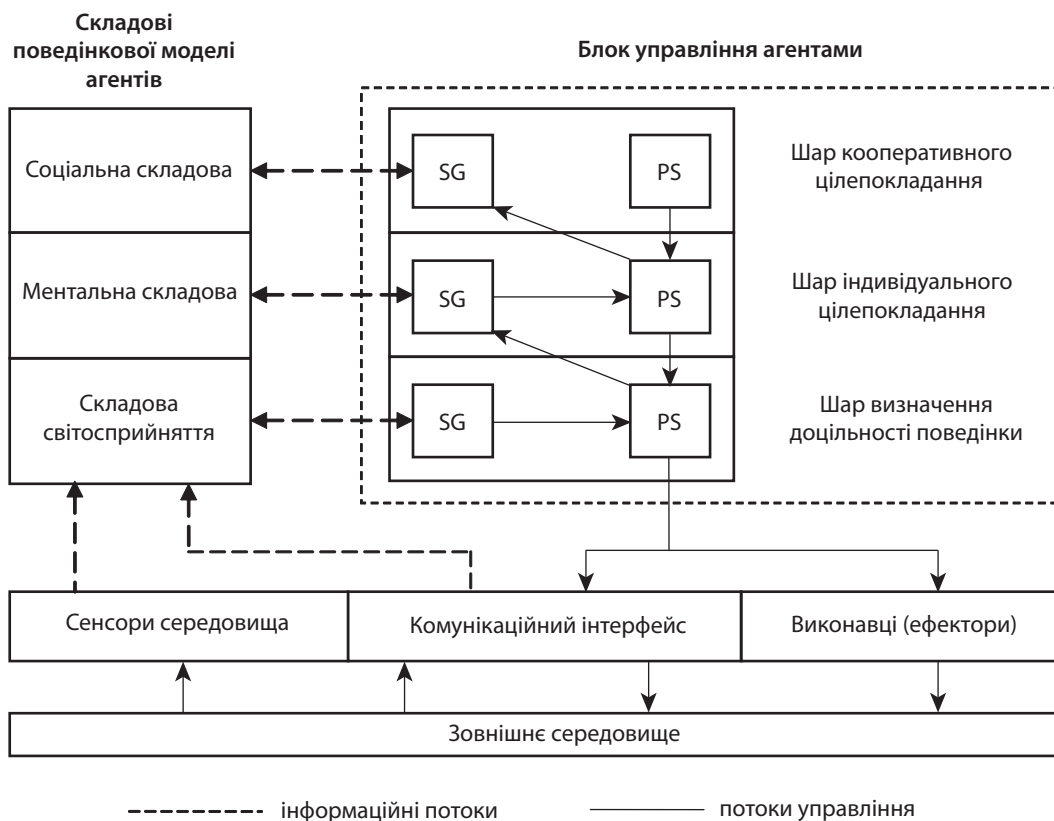 Складові
поведінкової моделі
агентів
Блок управління агентами
Соціальна складова
SG
PS
Шар кооперативного
цілепокладання
Ментальна складова
SG
PS
Шар індивідуального
цілепокладання
Складова
світосприйняття
SG
PS
Шар визначення
доцільності поведінки
Сенсори середовища
Комунікаційний інтерфейс
Виконавці (ефектори)
Зовнішнє середовище
інформаційні потоки
потоки управління